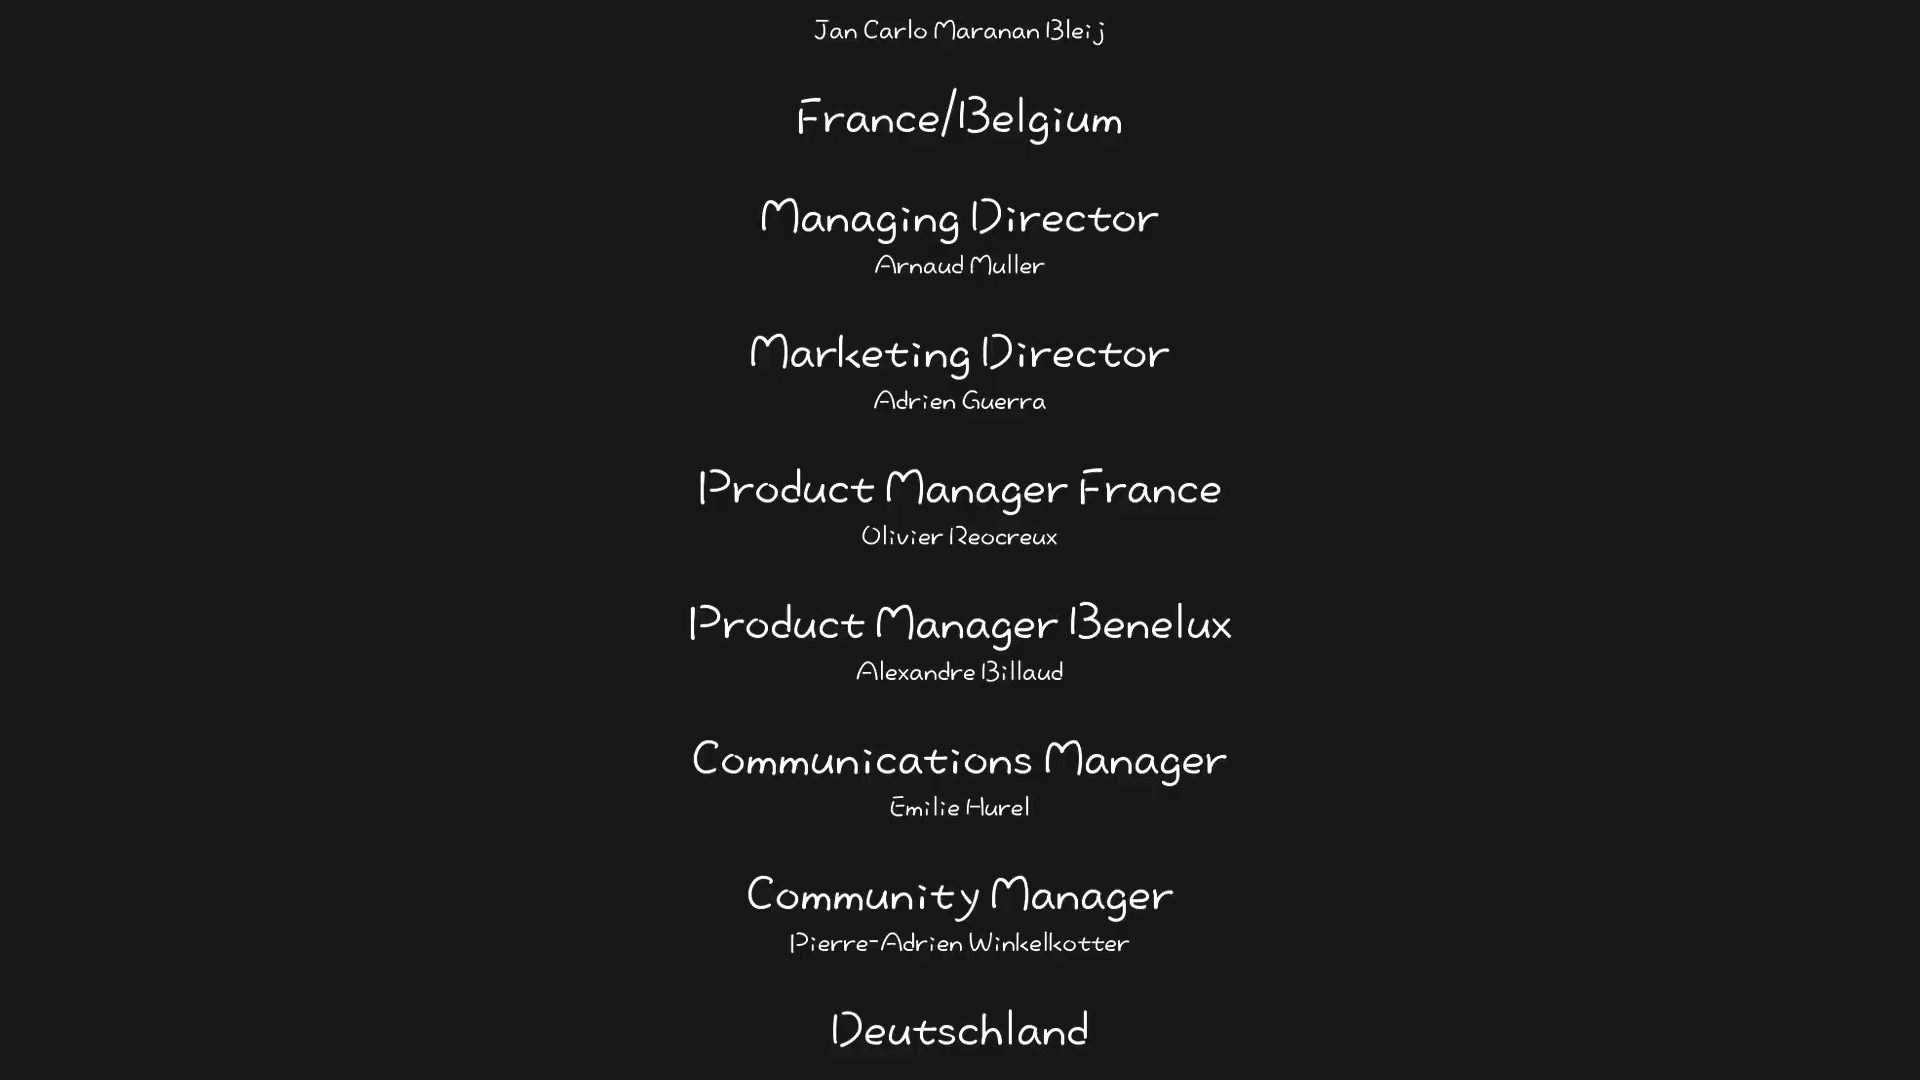 Jan Carlo Maranan Bleij
France/Belgium
Managing Director
Arnaud Muller
Marketing Director
Adrien Guerra
Product Manager France
Olivier Reocreux
Product Manager Benelux
Alexandre Billaud
Communications Manager
Emilie Hurel
Community Manager
Pierre-Adrien Winkelkotter
Deutschland